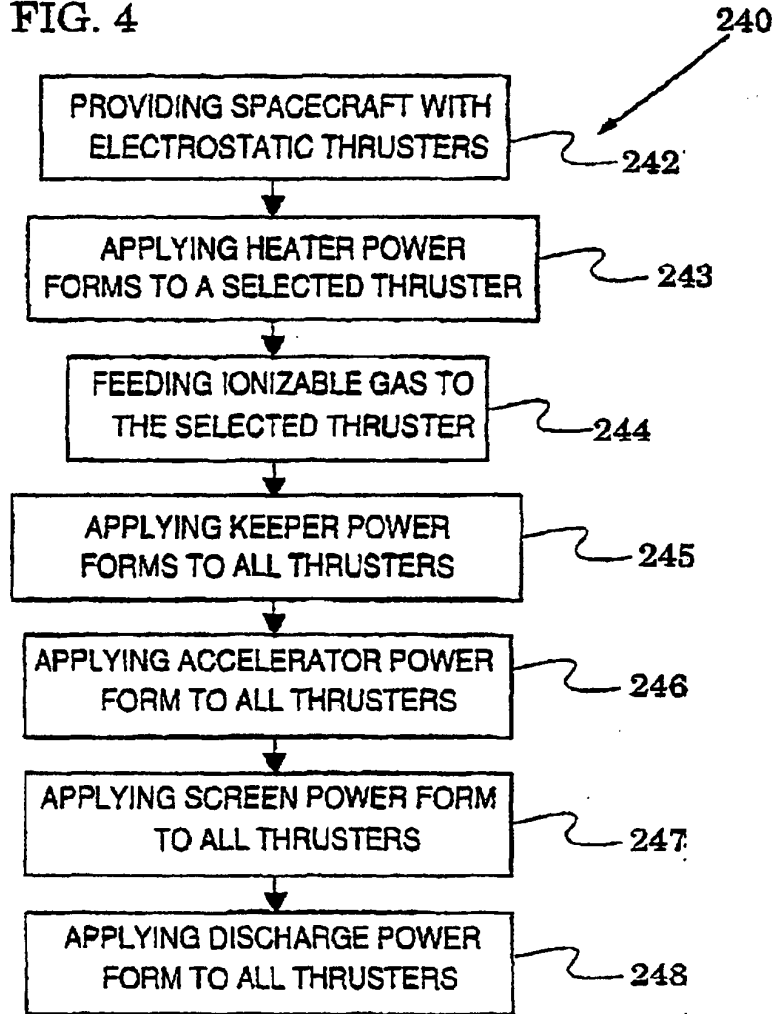 FIG. 4
240
PROVIDING SPACECRAFT WITH
ELECTROSTATIC THRUSTERS
242
APPLYING HEATER POWER
FORMS TO A SELECTED THRUSTER
243
FEEDING IONIZABLE GAS TO
THE SELECTED THRUSTER
244
APPLYING KEEPER POWER
FORMS TO ALL THRUSTERS
245
APPLYING ACCELERATOR POWER
FORM TO ALL THRUSTERS
246
APPLYING SCREEN POWER FORM
TO ALL THRUSTERS
247
APPLYING DISCHARGE POWER
FORM TO ALL THRUSTERS
248